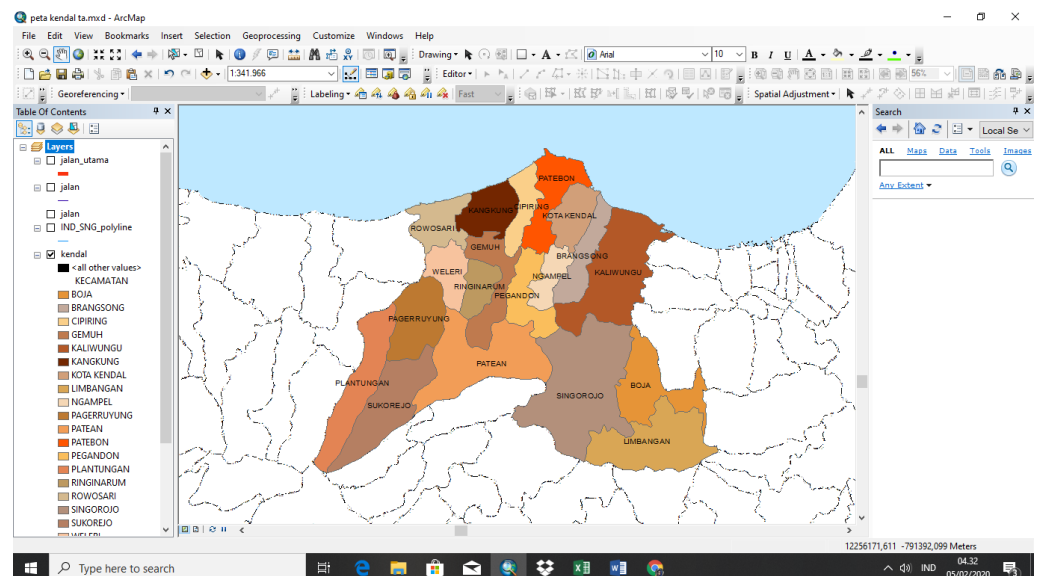 peta kendal ta.mxd - ArcMap
File Edit View Bookmarks Insert Selection Geoprocessing Customize Windows Help
Drawing Arial 10 B I U A
1:341.966 Editor 56%
Georeferencing Labeling Fast Spatial Adjustment
Table Of Contents
Layers
jalan_utama
jalan
jalan
IND_SNG_polyline
kendal
<all other values>
KECAMATAN
BOJA
BRANGSONG
CIPIRING
GEMUH
KALIWUNGU
KANGKUNG
KOTA KENDAL
LIMBANGAN
NGAMPEL
PAGERRUYUNG
PATEAN
PATEBON
PEGANDON
PLANTUNGAN
RINGINARUM
ROWOSARI
SINGOROJO
SUKOREJO
WELERI
PATEBON
KANGKUNG
CIPIRING
KOTA KENDAL
ROWOSARI
GEMUH
BRANGSONG
WELERI
NGAMPEL
KALIWUNGU
RINGINARUM
PEGANDON
PAGERRUYUNG
PATEAN
PLANTUNGAN
BOJA
SINGOROJO
SUKOREJO
LIMBANGAN
Search
Local Se
ALL Maps Data Tools Images
Any Extent
12256171,611 -791392,099 Meters
Type here to search
IND
04.32
05/02/2020